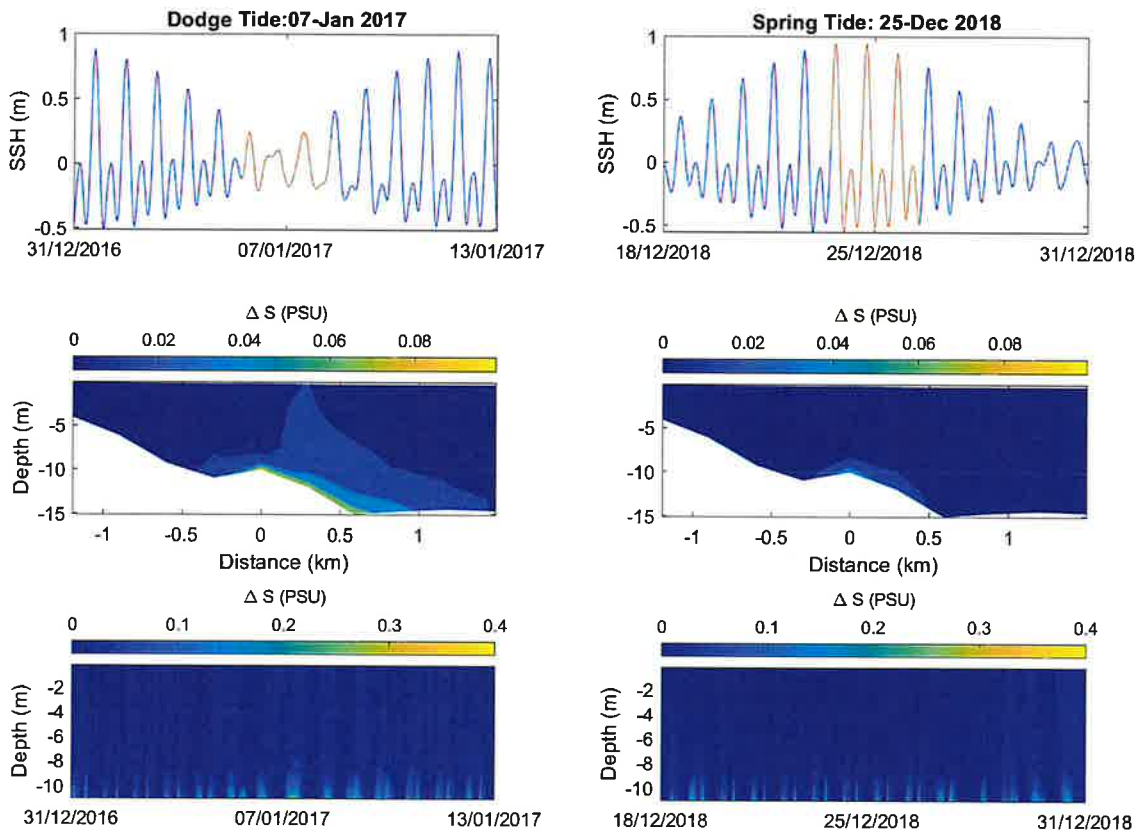 Dodge Tide:07-Jan 2017
1
0.5
0
-0.5
SSH (m)
31/12/2016 07/01/2017 13/01/2017
Spring Tide: 25-Dec 2018
1
0.5
0
-0.5
SSH (m)
18/12/2018 25/12/2018 31/12/2018
Δ S (PSU)
0 0.02 0.04 0.06 0.08
-5
-10
-15
Depth (m)
-1 -0.5 0 0.5 1
Distance (km)
Δ S (PSU)
0 0.02 0.04 0.06 0.08
-5
-10
-15
Depth (m)
-1 -0.5 0 0.5 1
Distance (km)
Δ S (PSU)
0 0.1 0.2 0.3 0.4
-2
-4
-6
-8
-10
Depth (m)
31/12/2016 07/01/2017 13/01/2017
Δ S (PSU)
0 0.1 0.2 0.3 0.4
-2
-4
-6
-8
-10
Depth (m)
18/12/2018 25/12/2018 31/12/2018